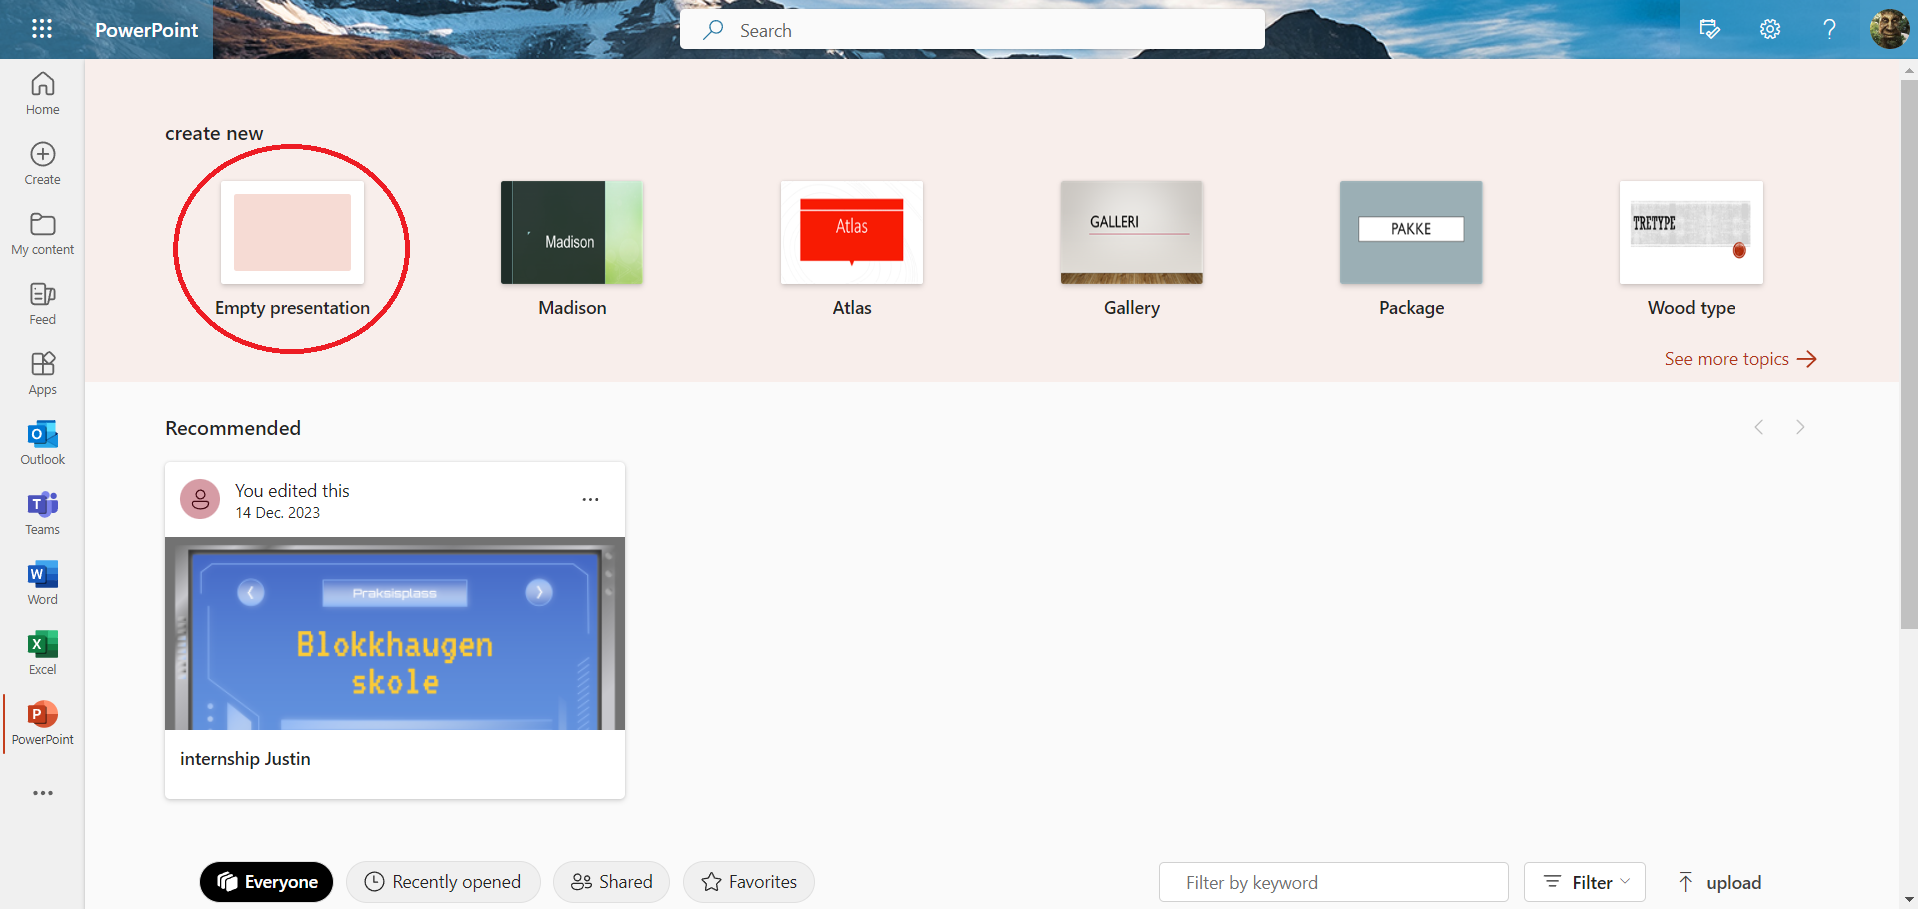 PowerPoint
Search
Home
Create
My content
Feed
Apps
Outlook
Teams
Word
Excel
PowerPoint
create new
Madison
Atlas
GALLERI
PAKKE
TRETYPE
Empty presentation
Madison
Atlas
Gallery
Package
Wood type
See more topics
Recommended
You edited this
14 Dec. 2023
Praksisplass
Blokkhaugen
skole
internship Justin
Everyone
Recently opened
Shared
Favorites
Filter by keyword
Filter
upload